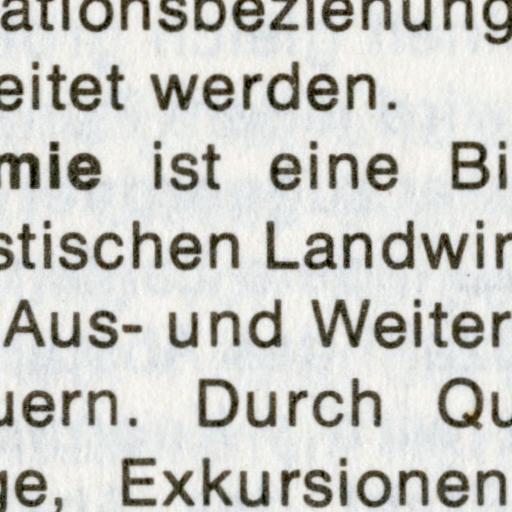 ationsbeziehung
eitet werden.
mie ist eine Bi
stischen Landwir
Aus- und Weiter
uern. Durch Qu
ge, Exkursionen